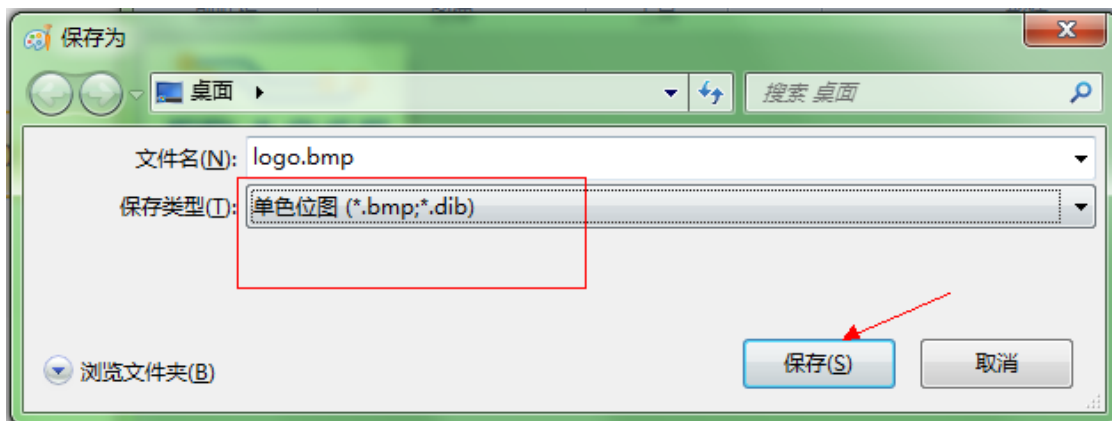 保存为
桌面
搜索 桌面
文件名(N): logo.bmp
保存类型(T): 单色位图 (*.bmp;*.dib)
浏览文件夹(B)
保存(S)
取消